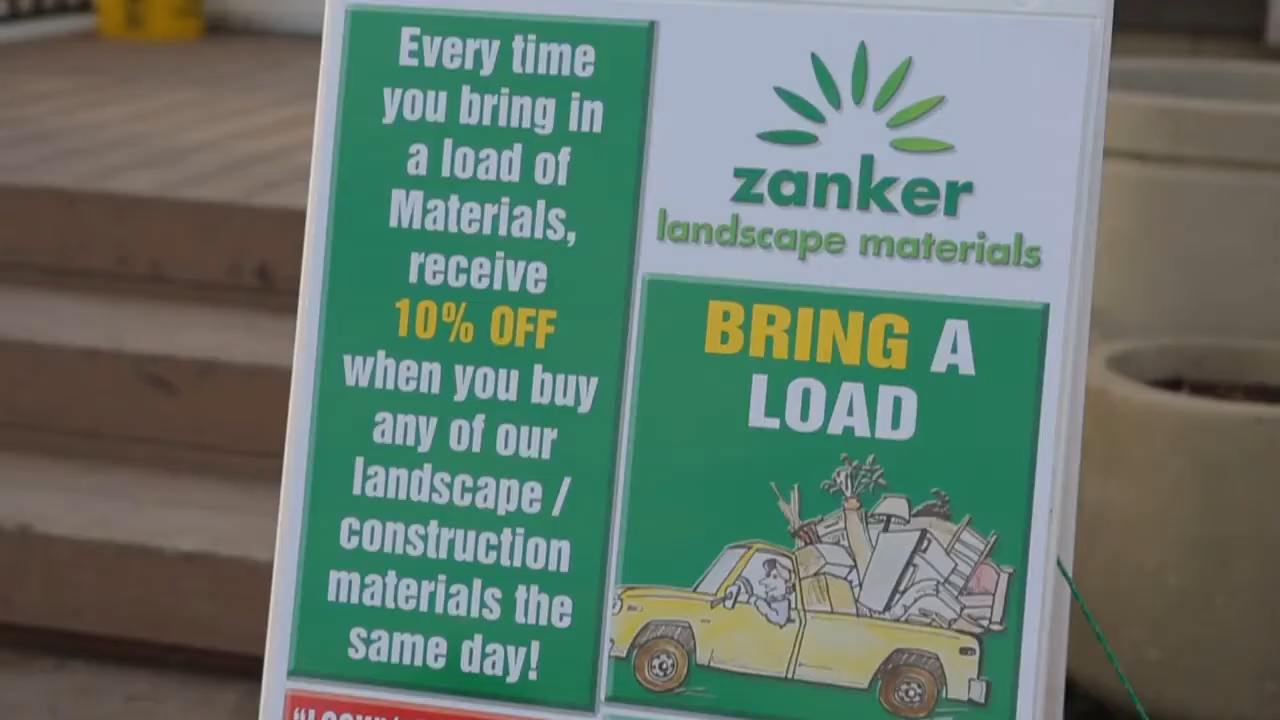 Every time
you bring in
a load of
Materials,
receive
10% OFF
when you buy
any of our
landscape /
construction
materials the
same day!
zanker
landscape materials
BRING A
LOAD